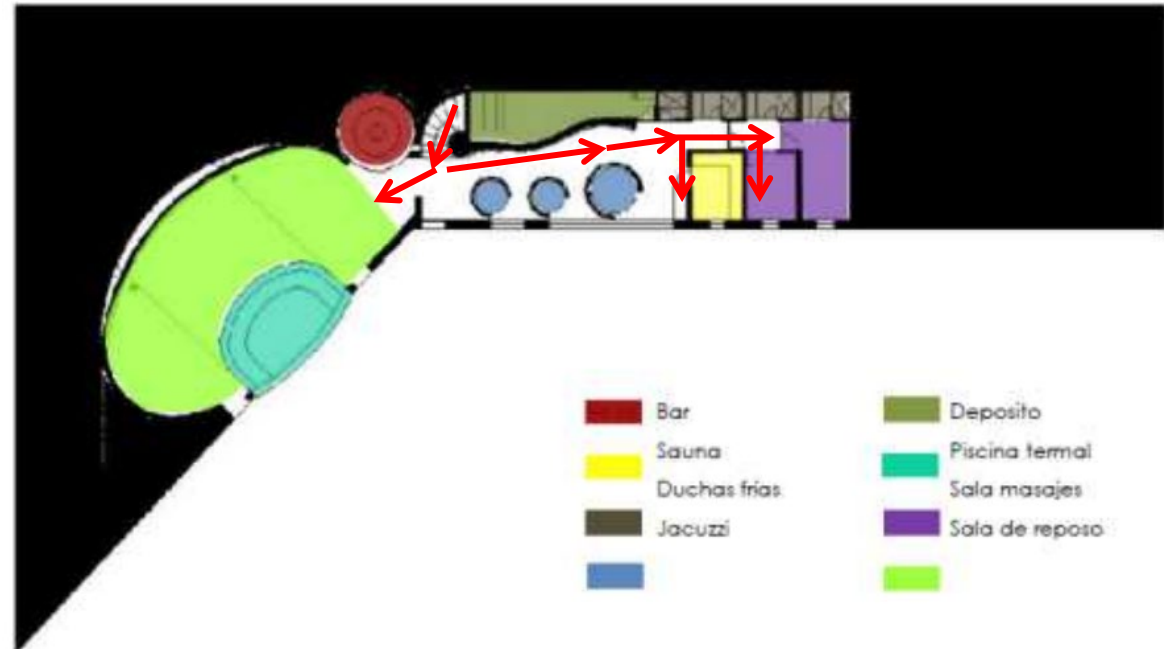 Bar
Sauna
Duchas frías
Jacuzzi
Deposito
Piscina termal
Sala masajes
Sala de reposo